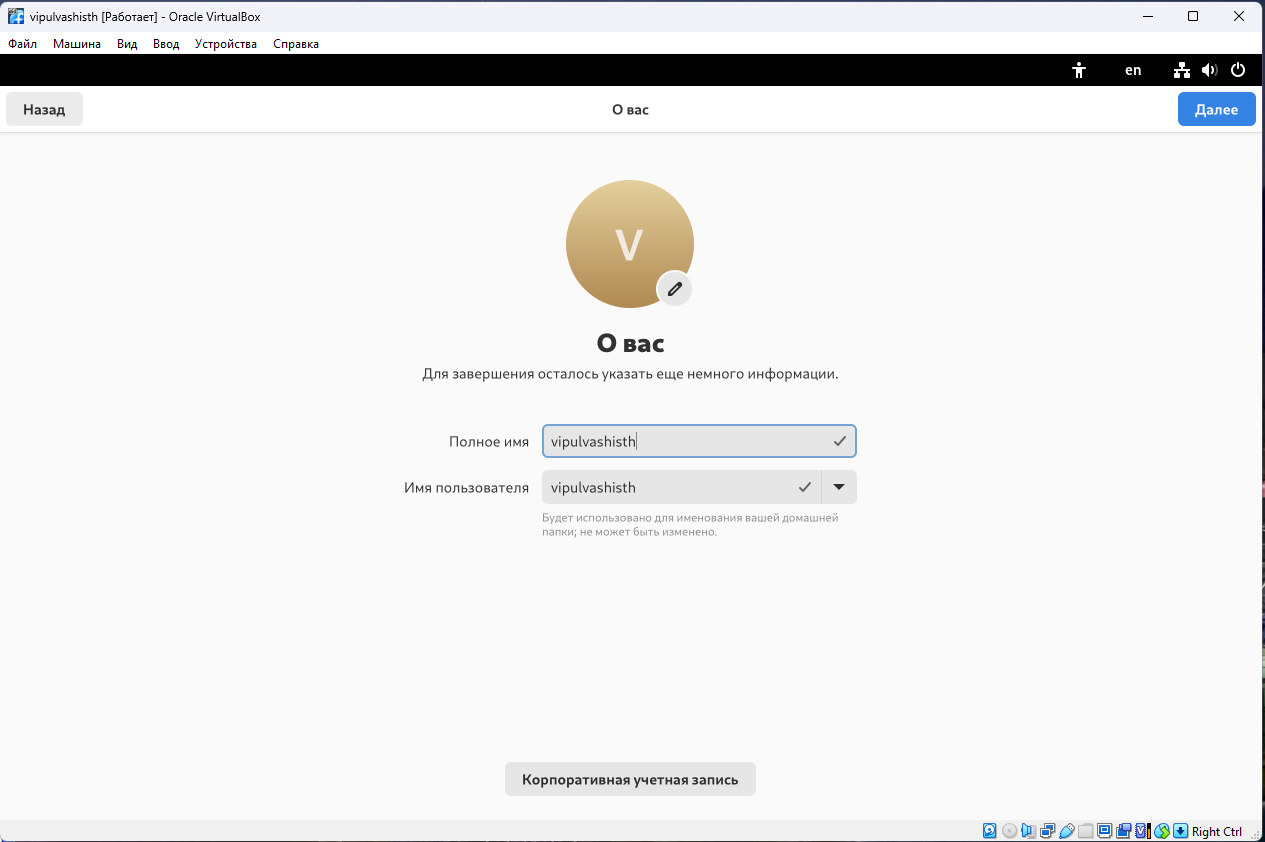 vipulvashisth [Работает] - Oracle VirtualBox
Файл Машина Вид Ввод Устройства Справка
en
Назад О вас Далее
V
О вас
Для завершения осталось указать еще немного информации.
Полное имя vipulvashisth
Имя пользователя vipulvashisth
Будет использовано для именования вашей домашней
папки; не может быть изменено.
Корпоративная учетная запись
Right Ctrl